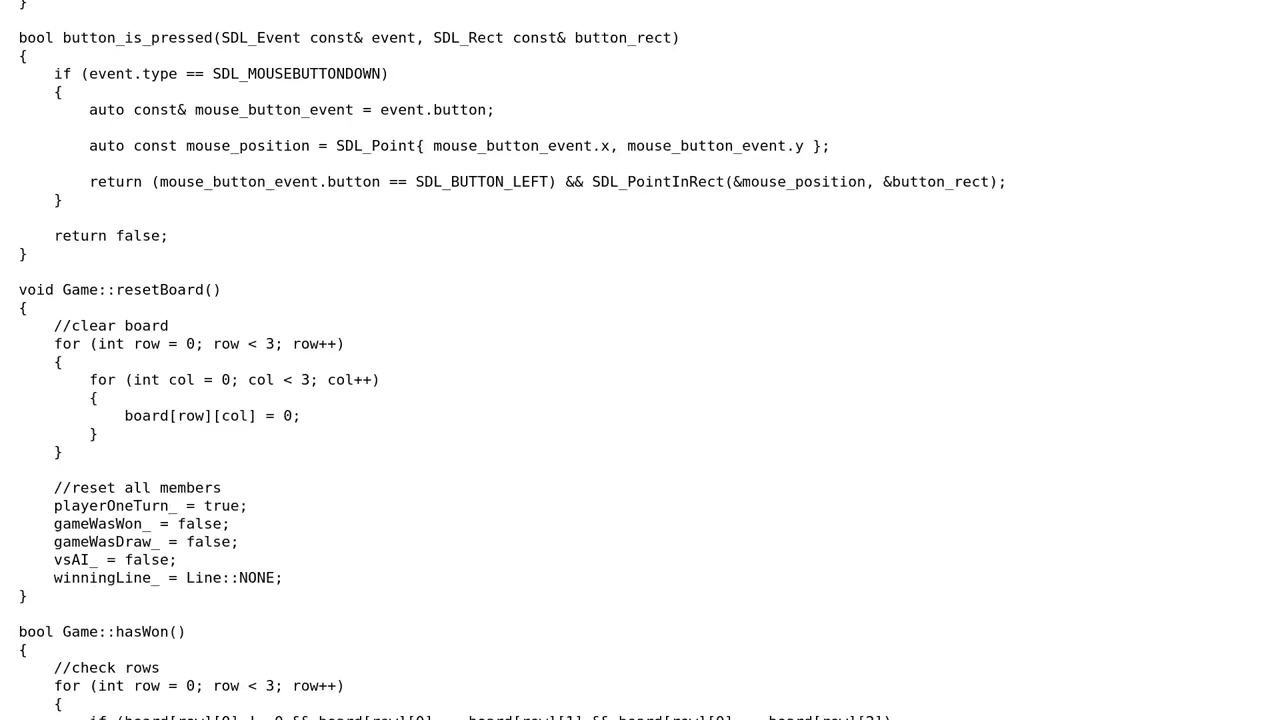 }
bool button_is_pressed(SDL_Event const& event, SDL_Rect const& button_rect)
{
    if (event.type == SDL_MOUSEBUTTONDOWN)
    {
        auto const& mouse_button_event = event.button;
        auto const mouse_position = SDL_Point{ mouse_button_event.x, mouse_button_event.y };
        return (mouse_button_event.button == SDL_BUTTON_LEFT) && SDL_PointInRect(&mouse_position, &button_rect);
    }
    return false;
}
void Game::resetBoard()
{
    //clear board
    for (int row = 0; row < 3; row++)
    {
        for (int col = 0; col < 3; col++)
        {
            board[row][col] = 0;
        }
    }
    //reset all members
    playerOneTurn_ = true;
    gameWasWon_ = false;
    gameWasDraw_ = false;
    vsAI_ = false;
    winningLine_ = Line::NONE;
}
bool Game::hasWon()
{
    //check rows
    for (int row = 0; row < 3; row++)
    {